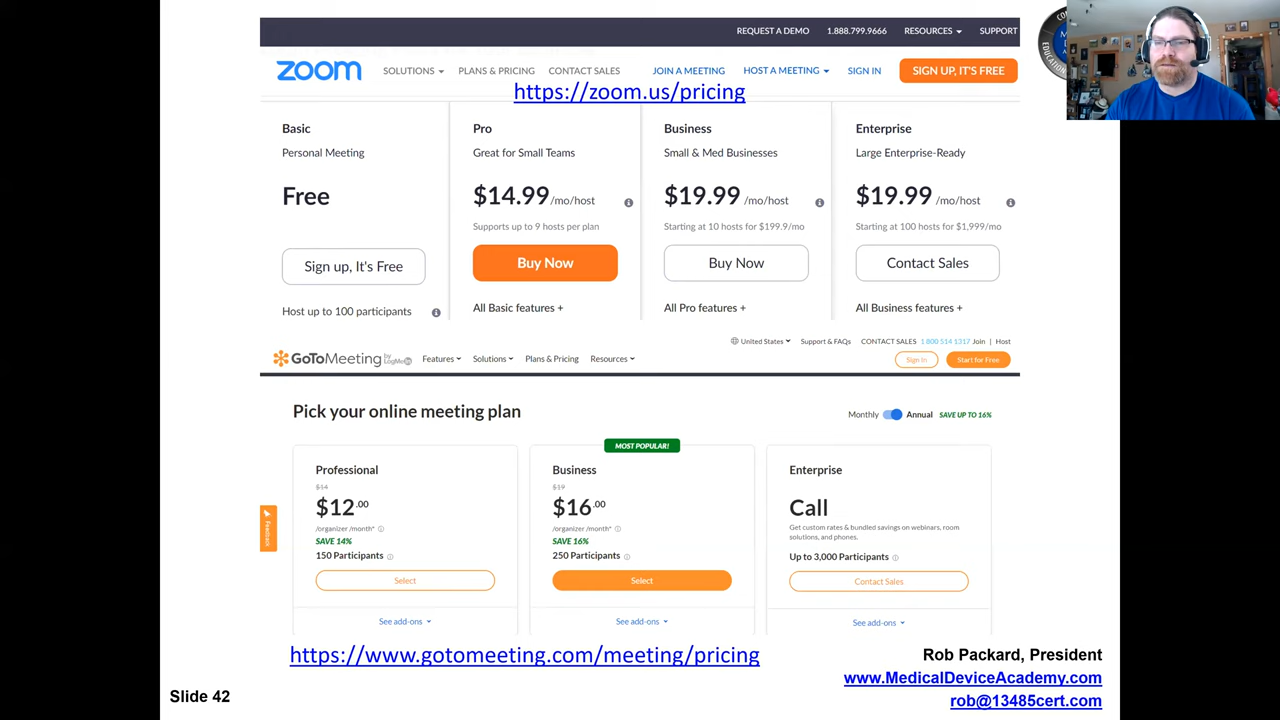 REQUEST A DEMO 1.888.799.9666 RESOURCES SUPPORT
zoom SOLUTIONS PLANS & PRICING CONTACT SALES JOIN A MEETING HOST A MEETING SIGN IN SIGN UP, IT'S FREE
https://zoom.us/pricing
Basic Pro Business Enterprise
Personal Meeting Great for Small Teams Small & Med Businesses Large Enterprise-Ready
Free $14.99/mo/host $19.99/mo/host $19.99/mo/host
Supports up to 9 hosts per plan Starting at 10 hosts for $199.9/mo Starting at 100 hosts for $1,999/mo
Sign up, It's Free Buy Now Buy Now Contact Sales
Host up to 100 participants All Basic features + All Pro features + All Business features +
United States Support & FAQs CONTACT SALES 1 800 514 1317 Join | Host
GoToMeeting by LogMeIn Features Solutions Plans & Pricing Resources Sign In Start for Free
Pick your online meeting plan Monthly Annual SAVE UP TO 16%
MOST POPULAR!
Professional Business Enterprise
$14 $19
$12.00 $16.00 Call
/organizer /month* /organizer /month* Get custom rates & bundled savings on webinars, room
solutions, and phones.
SAVE 14% SAVE 16%
150 Participants 250 Participants Up to 3,000 Participants
Select Select Contact Sales
Feedback
See add-ons See add-ons See add-ons
https://www.gotomeeting.com/meeting/pricing
Rob Packard, President
www.MedicalDeviceAcademy.com
rob@13485cert.com
Slide 42